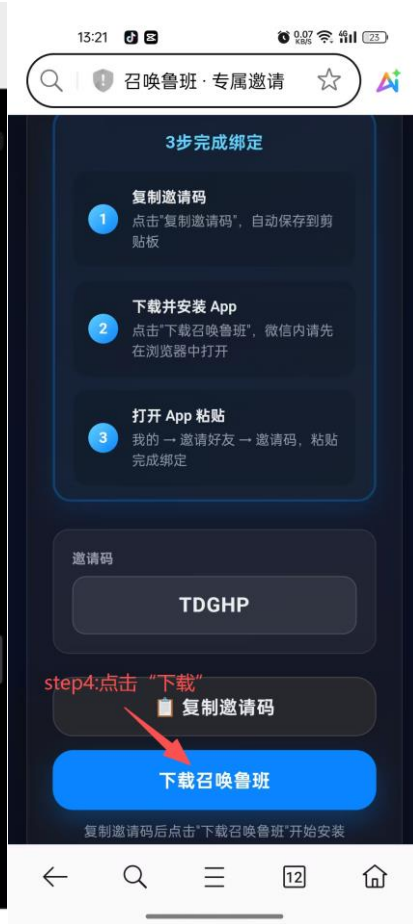 13:21
0.07 KB/S
4G
23
召唤鲁班 · 专属邀请
3步完成绑定
复制邀请码
1
点击"复制邀请码"，自动保存到剪
贴板
下载并安装 App
2
点击"下载召唤鲁班"，微信内请先
在浏览器中打开
打开 App 粘贴
3
我的 → 邀请好友 → 邀请码，粘贴
完成绑定
邀请码
TDGHP
step4:点击“下载”
复制邀请码
下载召唤鲁班
复制邀请码后点击"下载召唤鲁班"开始安装
12